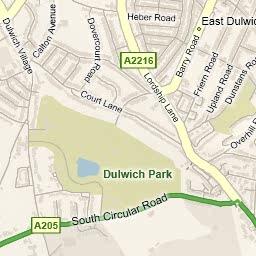 Heber Road
East Dulwic
Dulwich Village
Calton Avenue
Dovercourt Road
A2216
Lordship Lane
Barry Road
Friern Road
Upland Road
Dunstans Road
Court Lane
Overhill R
Dulwich Park
South Circular Road
A205